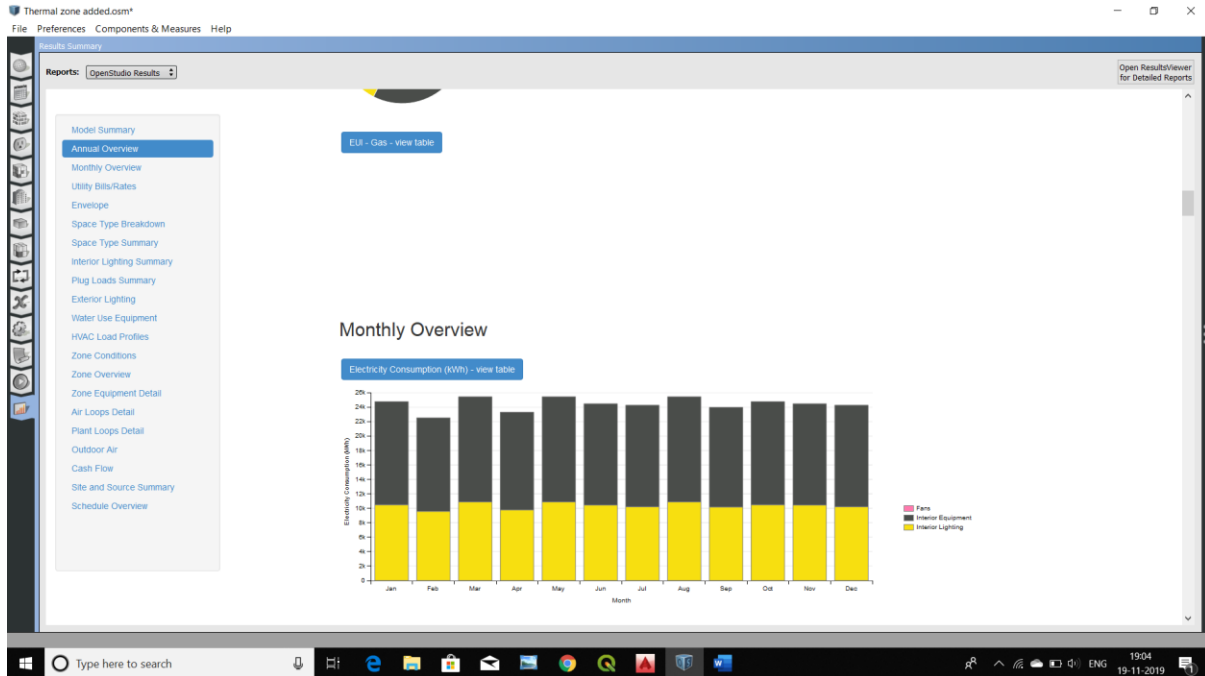 Thermal zone added.osm*
File Preferences Components & Measures Help
Results Summary
Reports: OpenStudio Results
Open ResultsViewer
for Detailed Reports
Model Summary
Annual Overview
Monthly Overview
Utility Bills/Rates
Envelope
Space Type Breakdown
Space Type Summary
Interior Lighting Summary
Plug Loads Summary
Exterior Lighting
Water Use Equipment
HVAC Load Profiles
Zone Conditions
Zone Overview
Zone Equipment Detail
Air Loops Detail
Plant Loops Detail
Outdoor Air
Cash Flow
Site and Source Summary
Schedule Overview
EUI - Gas - view table
Monthly Overview
Electricity Consumption (kWh) - view table
Electricity Consumption (kWh)
26k
24k
22k
20k
18k
16k
14k
12k
10k
8k
6k
4k
2k
0
Jan Feb Mar Apr May Jun Jul Aug Sep Oct Nov Dec
Month
Fans
Interior Equipment
Interior Lighting
Type here to search
ENG
19:04
19-11-2019